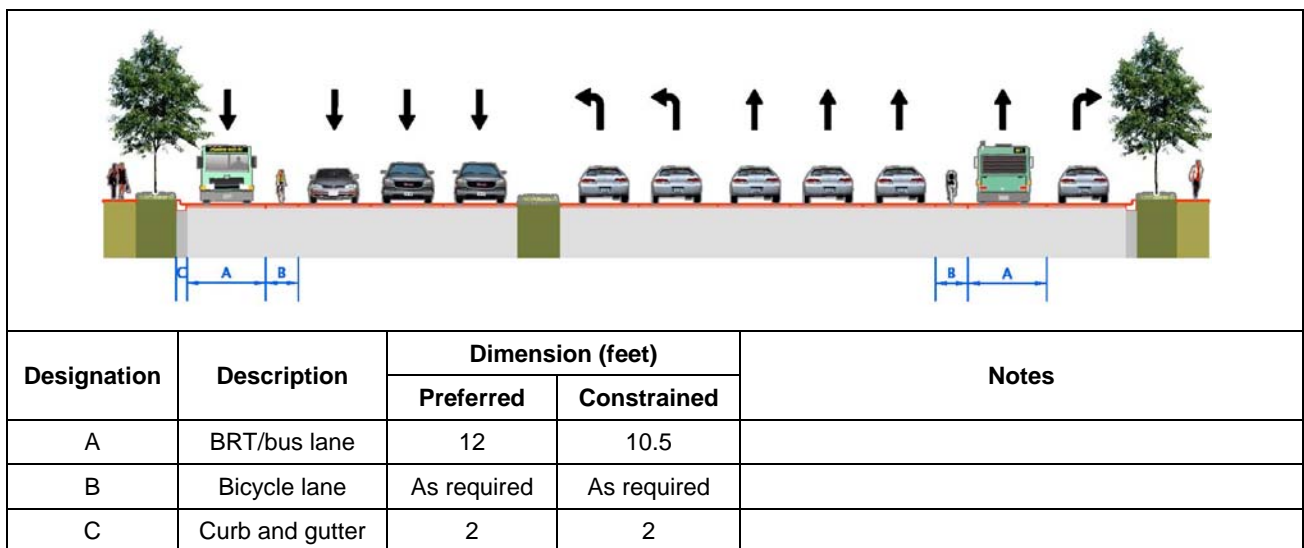 C A B B A
Designation Description Dimension (feet) Notes
Preferred Constrained
A BRT/bus lane 12 10.5
B Bicycle lane As required As required
C Curb and gutter 2 2